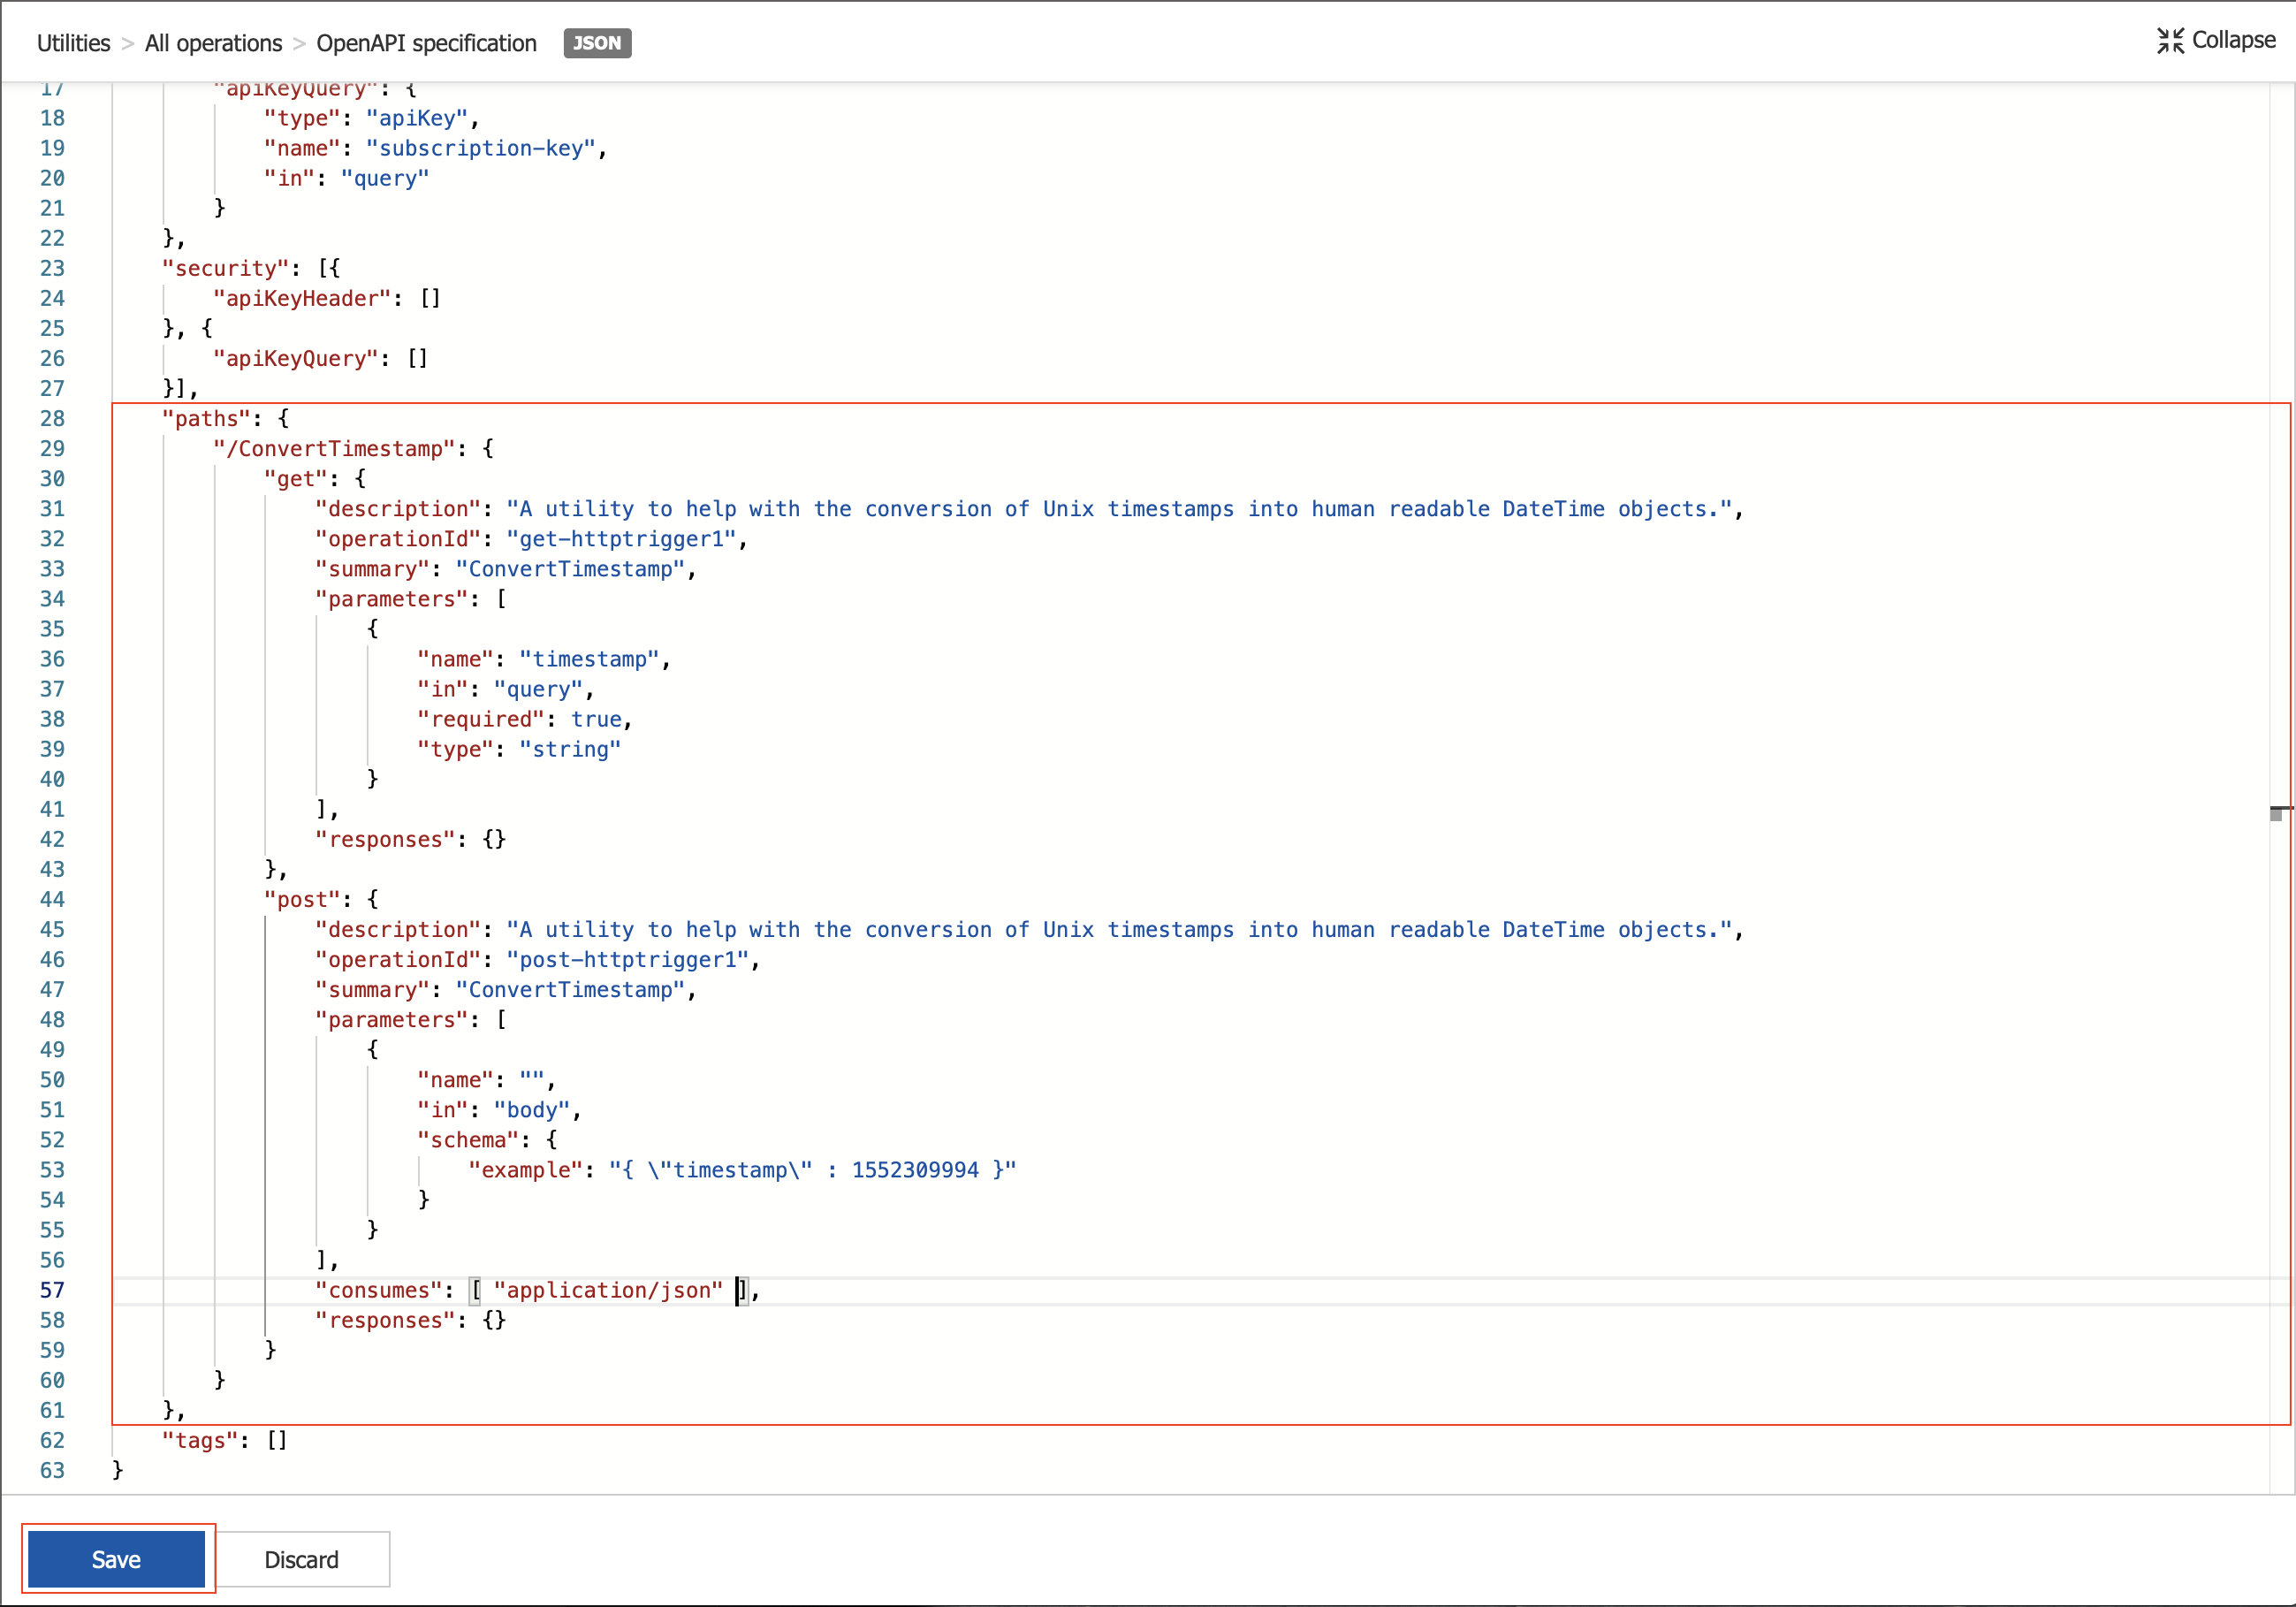 Utilities > All operations > OpenAPI specification JSON
Collapse
17         "apiKeyQuery": {
18             "type": "apiKey",
19             "name": "subscription-key",
20             "in": "query"
21         }
22     },
23     "security": [{
24         "apiKeyHeader": []
25     }, {
26         "apiKeyQuery": []
27     }],
28     "paths": {
29         "/ConvertTimestamp": {
30             "get": {
31                 "description": "A utility to help with the conversion of Unix timestamps into human readable DateTime objects.",
32                 "operationId": "get-httptrigger1",
33                 "summary": "ConvertTimestamp",
34                 "parameters": [
35                     {
36                         "name": "timestamp",
37                         "in": "query",
38                         "required": true,
39                         "type": "string"
40                     }
41                 ],
42                 "responses": {}
43             },
44             "post": {
45                 "description": "A utility to help with the conversion of Unix timestamps into human readable DateTime objects.",
46                 "operationId": "post-httptrigger1",
47                 "summary": "ConvertTimestamp",
48                 "parameters": [
49                     {
50                         "name": "",
51                         "in": "body",
52                         "schema": {
53                             "example": "{ \"timestamp\" : 1552309994 }"
54                         }
55                     }
56                 ],
57                 "consumes": [ "application/json" ],
58                 "responses": {}
59             }
60         }
61     },
62     "tags": []
63 }
Save
Discard